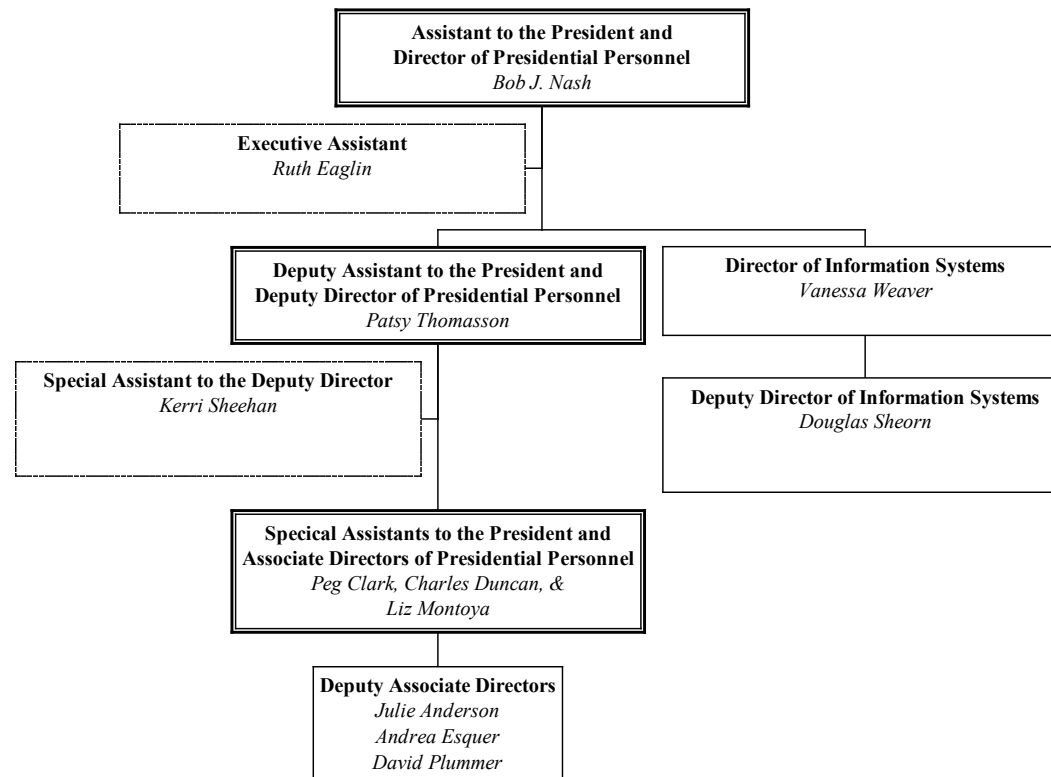 Assistant to the President and
Director of Presidential Personnel
Bob J. Nash
Executive Assistant
Ruth Eaglin
Deputy Assistant to the President and
Deputy Director of Presidential Personnel
Patsy Thomasson
Director of Information Systems
Vanessa Weaver
Special Assistant to the Deputy Director
Kerri Sheehan
Deputy Director of Information Systems
Douglas Sheorn
Specical Assistants to the President and
Associate Directors of Presidential Personnel
Peg Clark, Charles Duncan, &
Liz Montoya
Deputy Associate Directors
Julie Anderson
Andrea Esquer
David Plummer